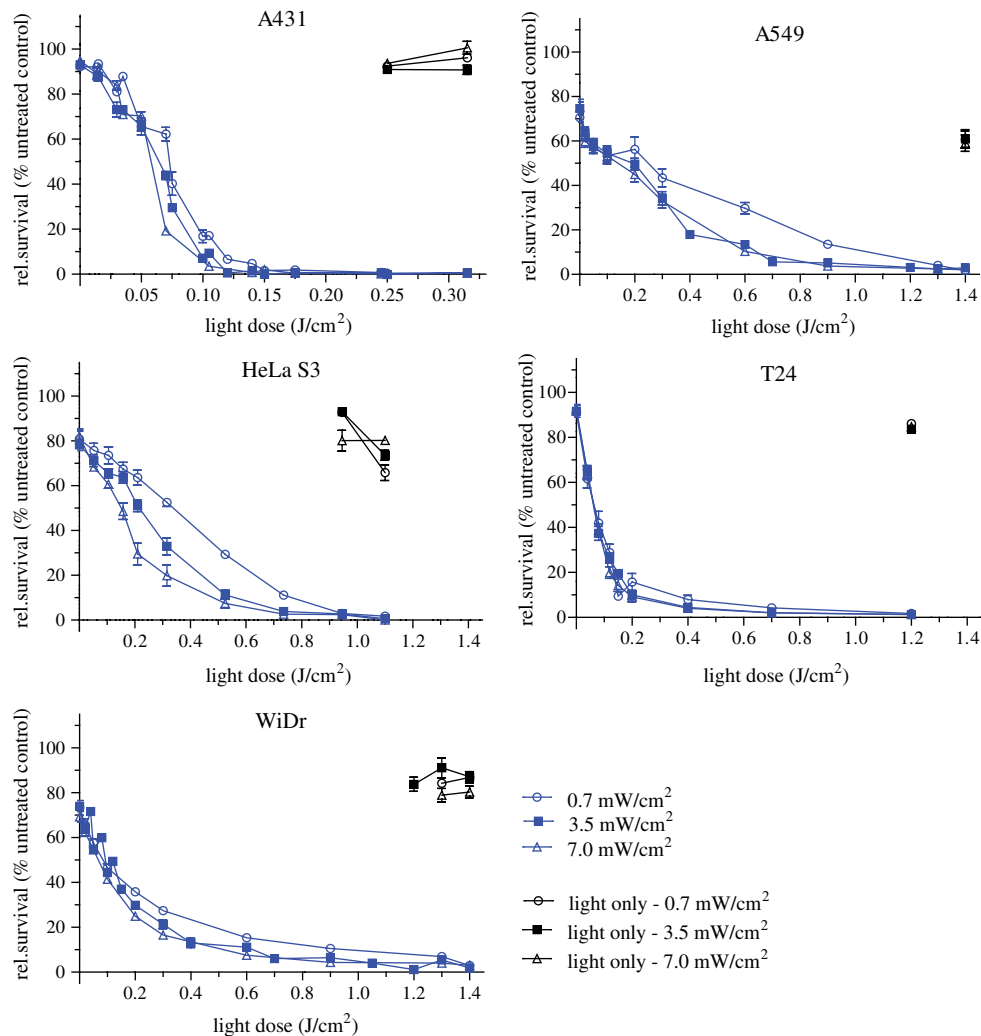 A431
rel.survival (% untreated control)
100
80
60
40
20
0
0.05 0.10 0.15 0.20 0.25 0.30
light dose (J/cm²)
A549
rel.survival (% untreated control)
100
80
60
40
20
0
0.2 0.4 0.6 0.8 1.0 1.2 1.4
light dose (J/cm²)
HeLa S3
rel.survival (% untreated control)
100
80
60
40
20
0
0.2 0.4 0.6 0.8 1.0 1.2 1.4
light dose (J/cm²)
T24
rel.survival (% untreated control)
100
80
60
40
20
0
0.2 0.4 0.6 0.8 1.0 1.2 1.4
light dose (J/cm²)
WiDr
rel.survival (% untreated control)
100
80
60
40
20
0
0.2 0.4 0.6 0.8 1.0 1.2 1.4
light dose (J/cm²)
0.7 mW/cm²
3.5 mW/cm²
7.0 mW/cm²
light only - 0.7 mW/cm²
light only - 3.5 mW/cm²
light only - 7.0 mW/cm²